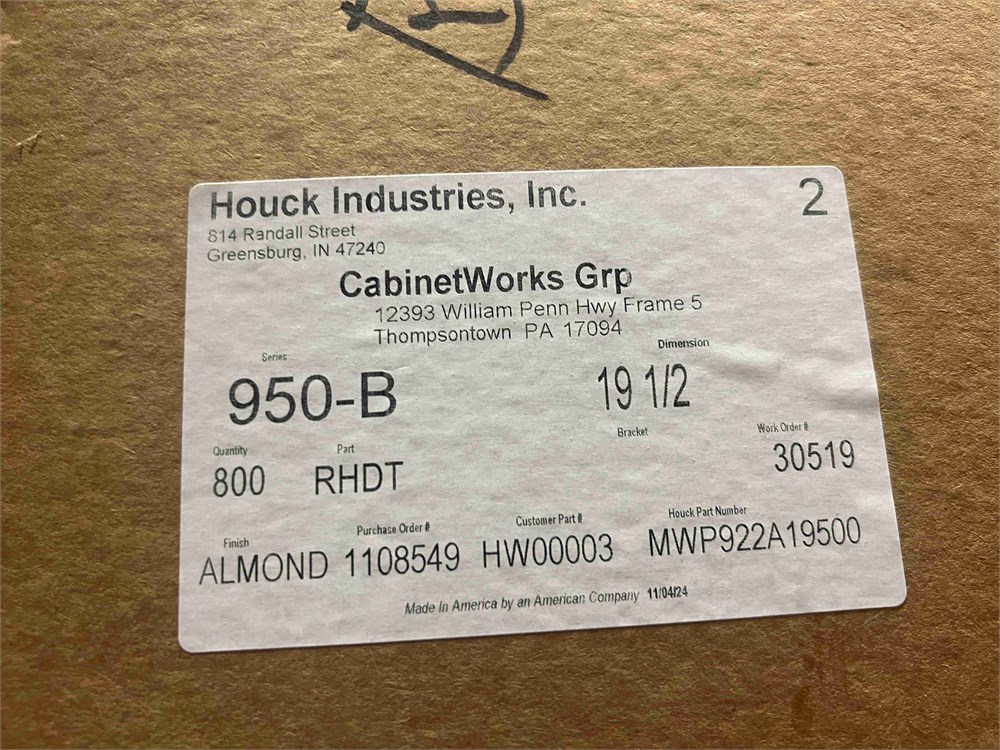 Houck Industries, Inc.
2
814 Randall Street
Greensburg, IN 47240
CabinetWorks Grp
12393 William Penn Hwy Frame 5
Thompsontown PA 17094
Series
Dimension
950-B
19 1/2
Bracket
Work Order #
Quantity
Part
800
RHDT
30519
Finish
Purchase Order #
Customer Part #
Houck Part Number
ALMOND 1108549 HW00003 MWP922A19500
Made In America by an American Company 11/04/24